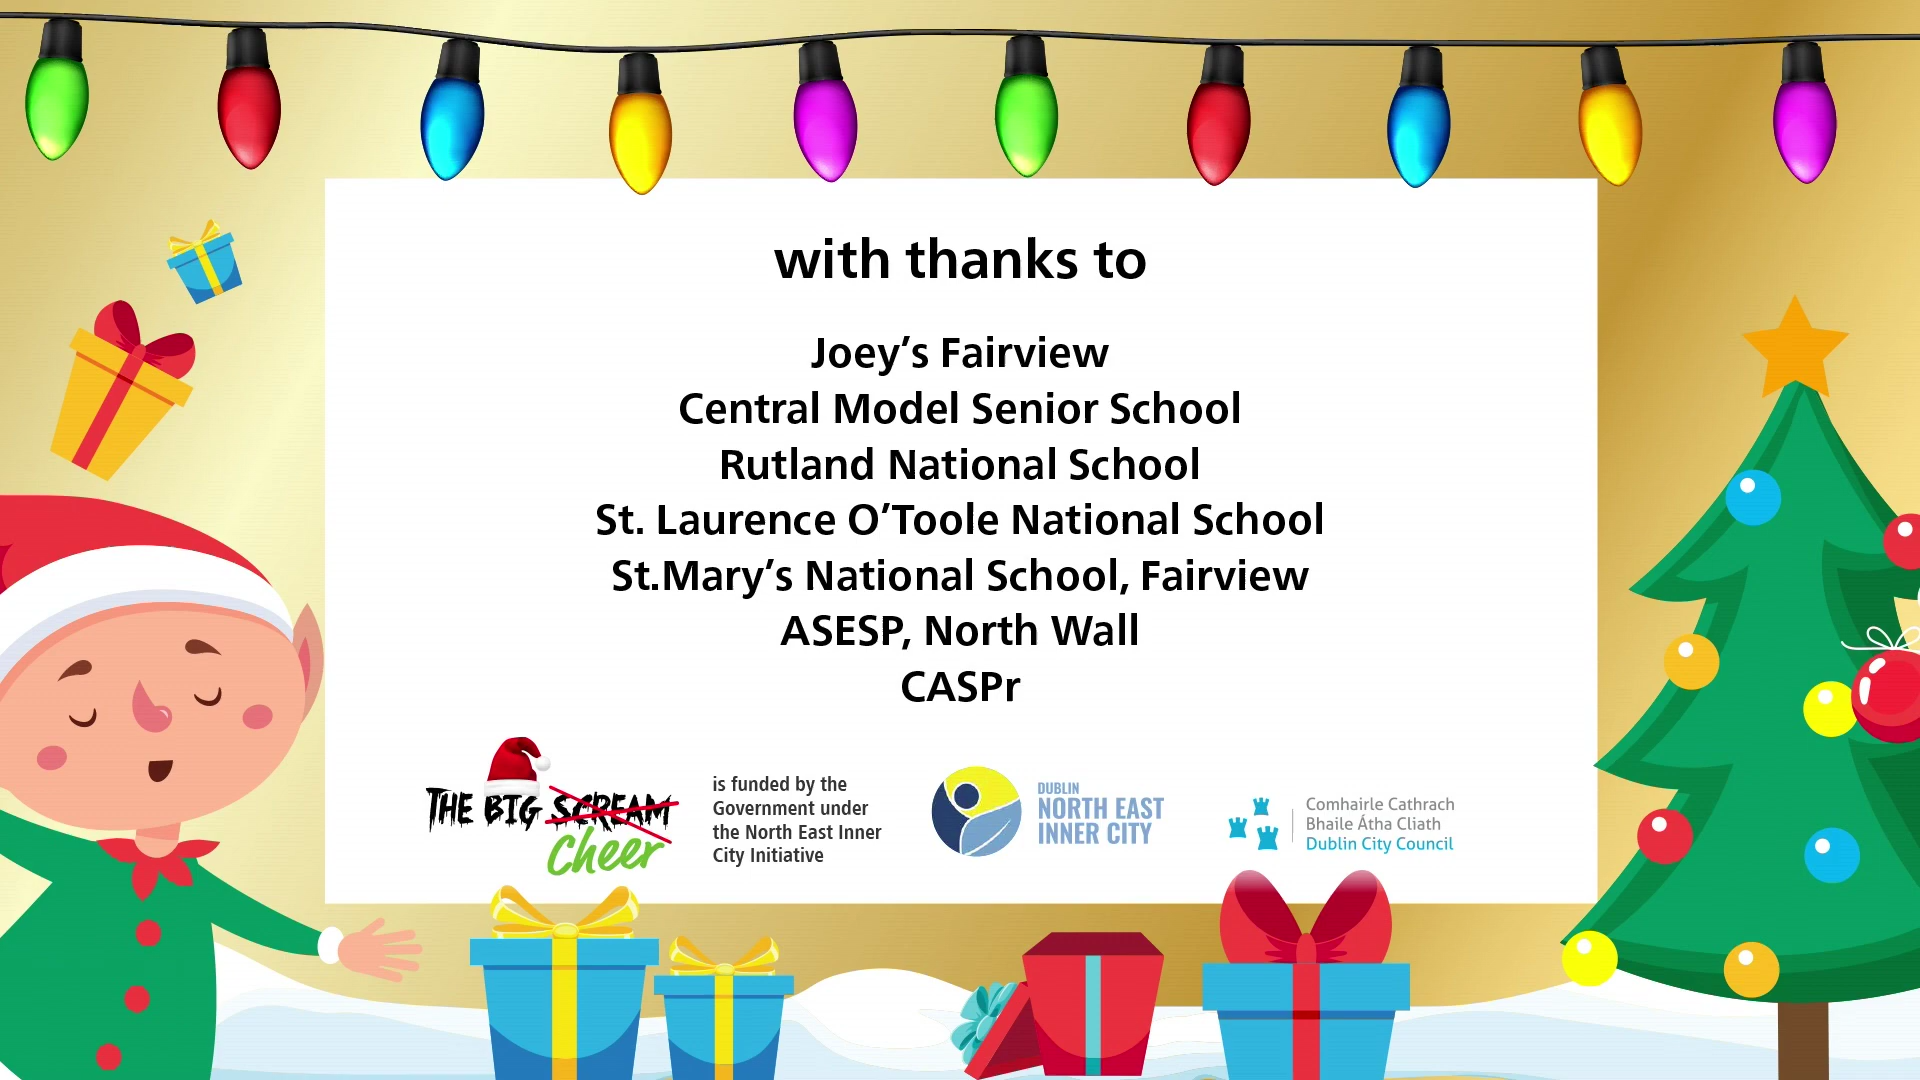 with thanks to
Joey’s Fairview
Central Model Senior School
Rutland National School
St. Laurence O’Toole National School
St.Mary’s National School, Fairview
ASESP, North Wall
CASPr
THE BIG SCREAM
Cheer
is funded by the
Government under
the North East Inner
City Initiative
DUBLIN
NORTH EAST
INNER CITY
Comhairle Cathrach
Bhaile Átha Cliath
Dublin City Council